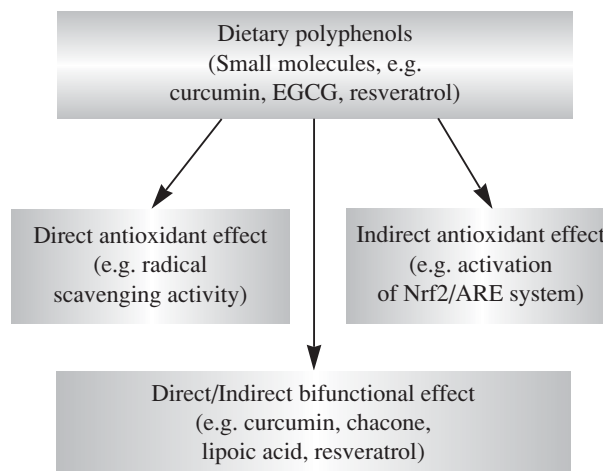 Dietary polyphenols
(Small molecules, e.g.
curcumin, EGCG, resveratrol)
Direct antioxidant effect
(e.g. radical
scavenging activity)
Indirect antioxidant effect
(e.g. activation
of Nrf2/ARE system)
Direct/Indirect bifunctional effect
(e.g. curcumin, chacone,
lipoic acid, resveratrol)